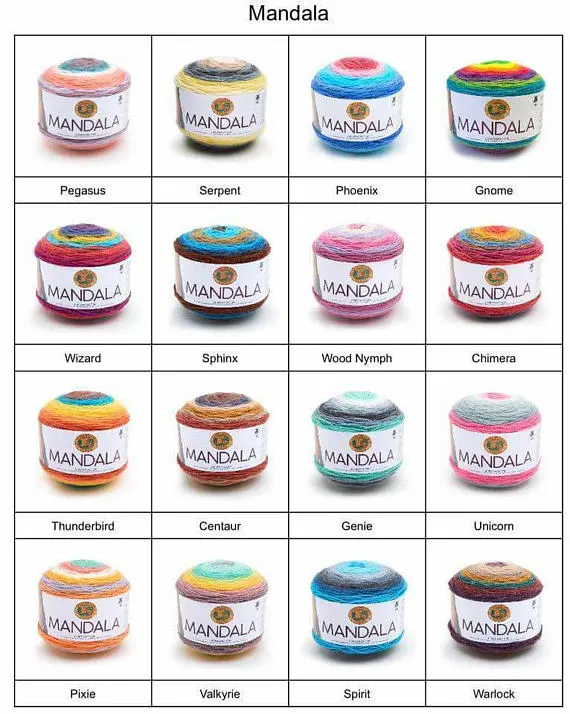 Mandala
MANDALA MANDALA MANDALA MANDALA
Pegasus Serpent Phoenix Gnome
MANDALA MANDALA MANDALA MANDALA
Wizard Sphinx Wood Nymph Chimera
MANDALA MANDALA MANDALA MANDALA
Thunderbird Centaur Genie Unicorn
MANDALA MANDALA MANDALA MANDALA
Pixie Valkyrie Spirit Warlock